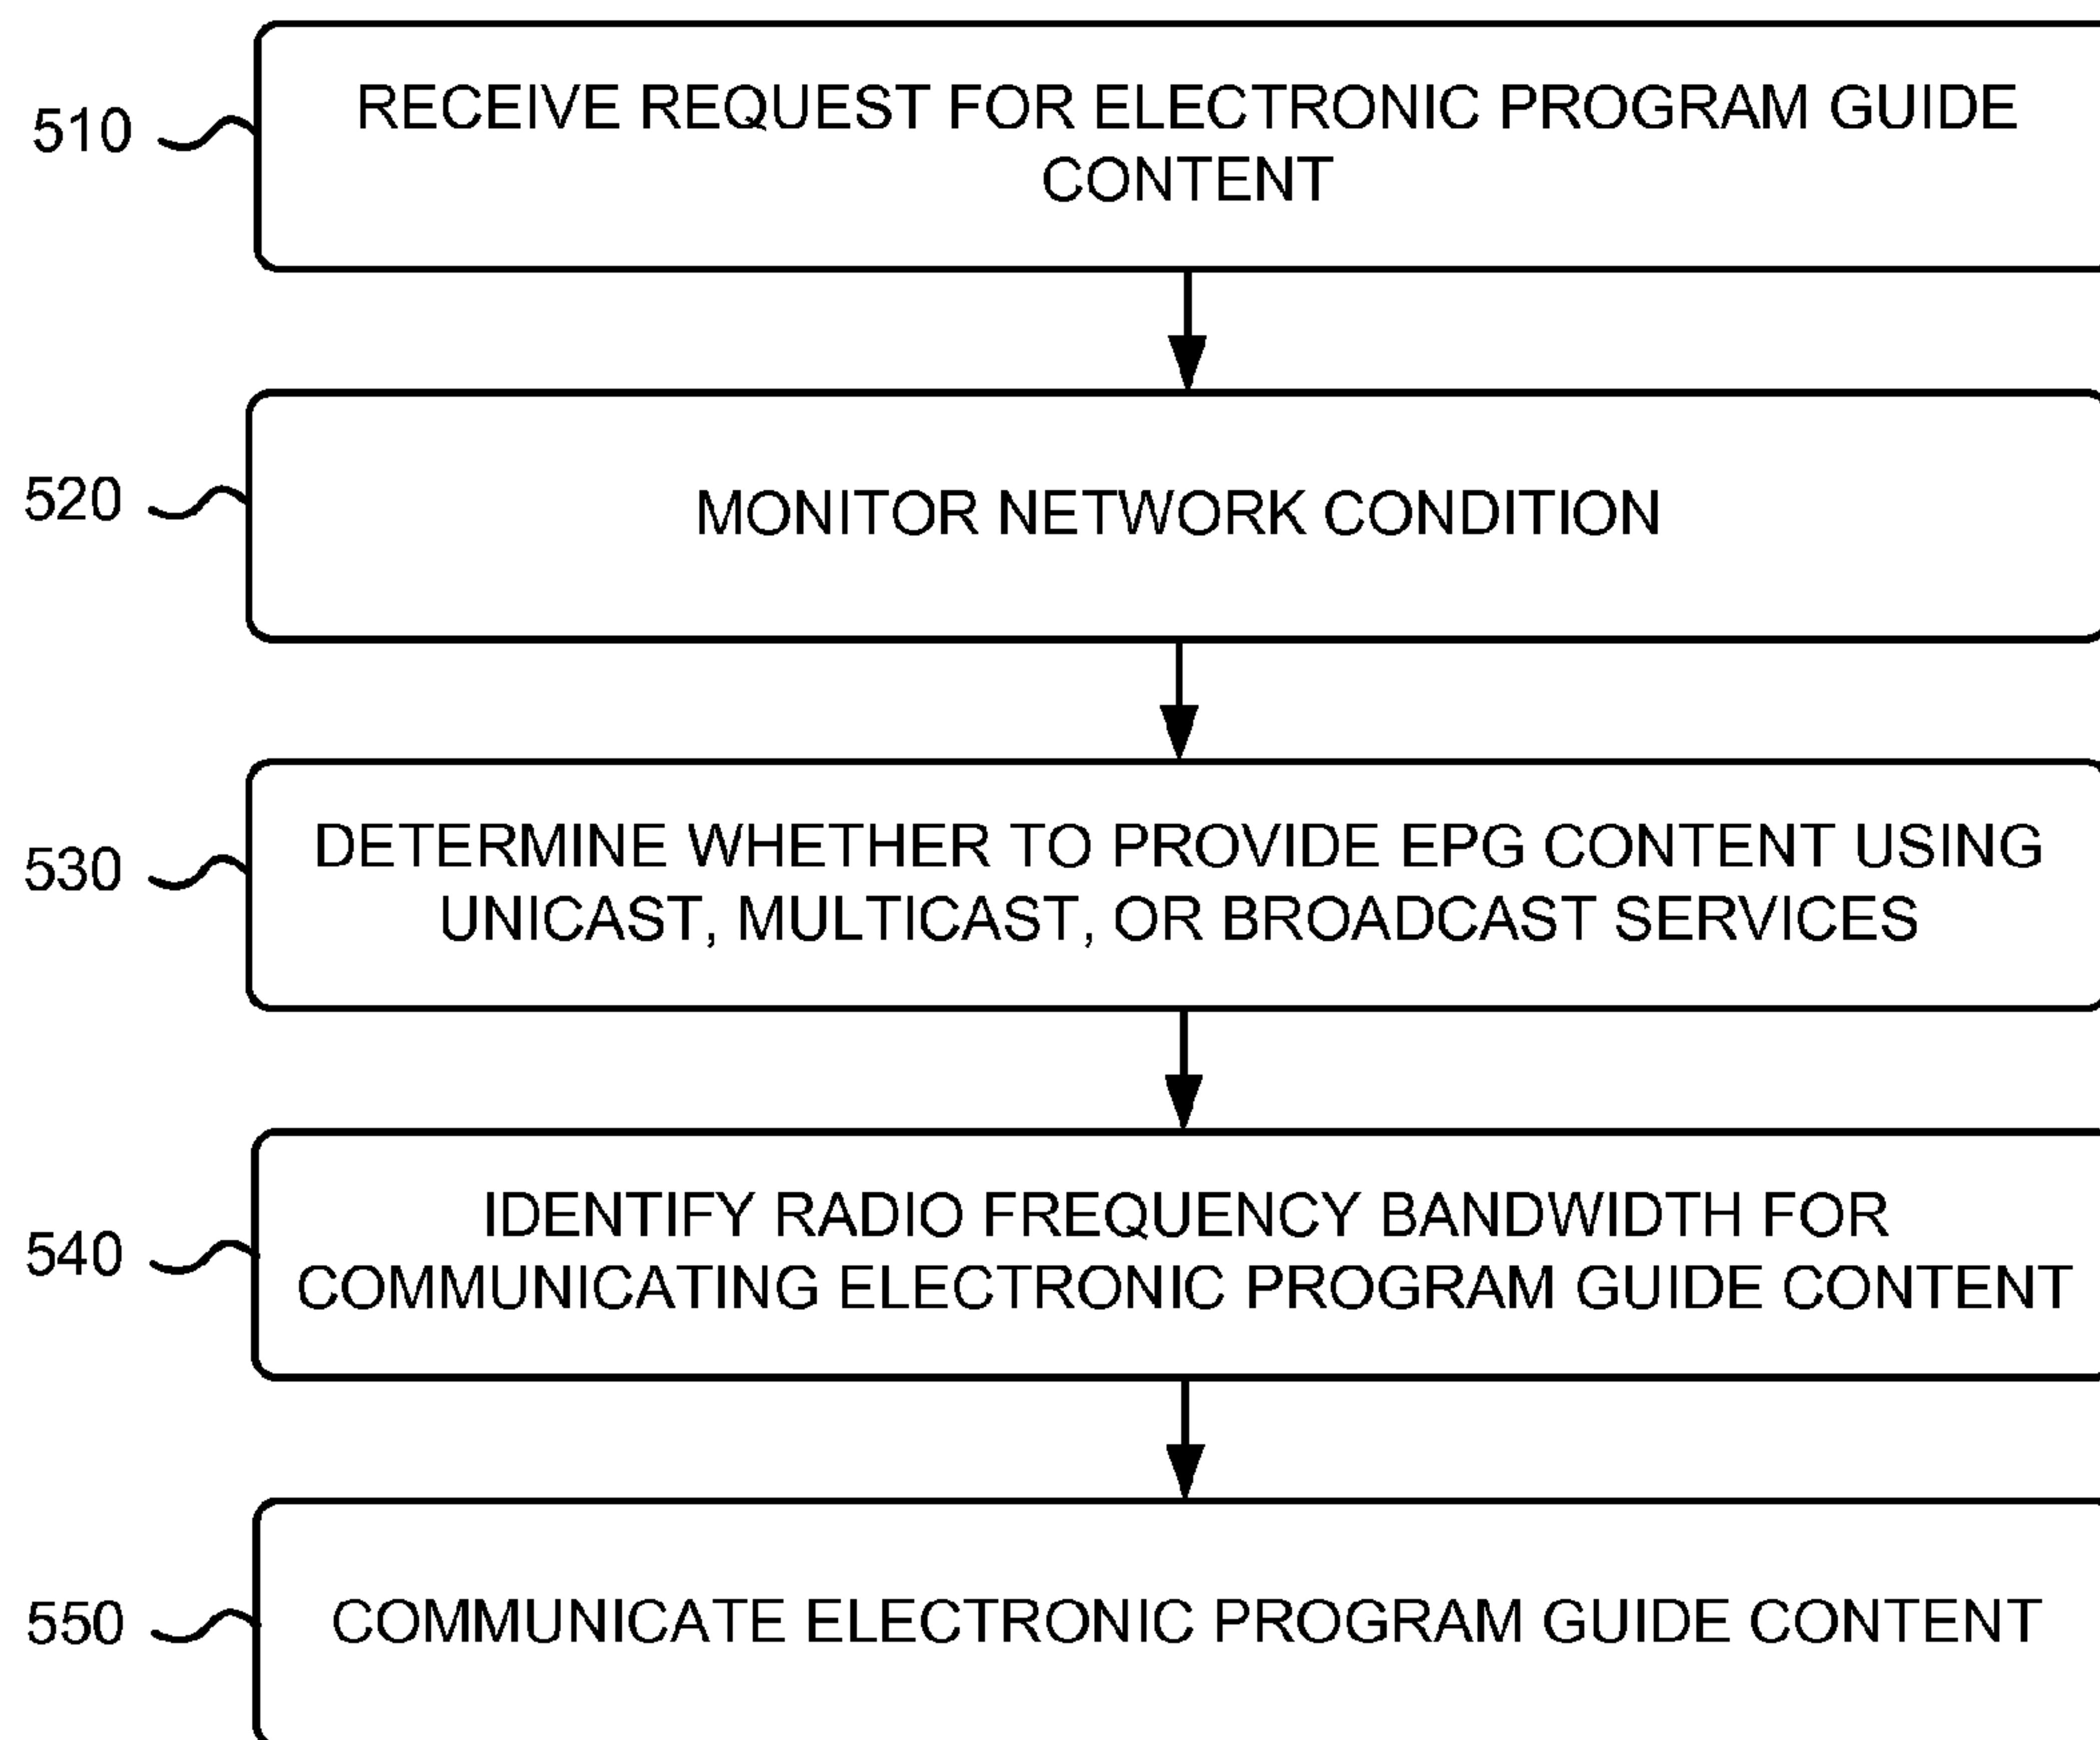 510
RECEIVE REQUEST FOR ELECTRONIC PROGRAM GUIDE
CONTENT
520
MONITOR NETWORK CONDITION
530
DETERMINE WHETHER TO PROVIDE EPG CONTENT USING
UNICAST, MULTICAST, OR BROADCAST SERVICES
540
IDENTIFY RADIO FREQUENCY BANDWIDTH FOR
COMMUNICATING ELECTRONIC PROGRAM GUIDE CONTENT
550
COMMUNICATE ELECTRONIC PROGRAM GUIDE CONTENT